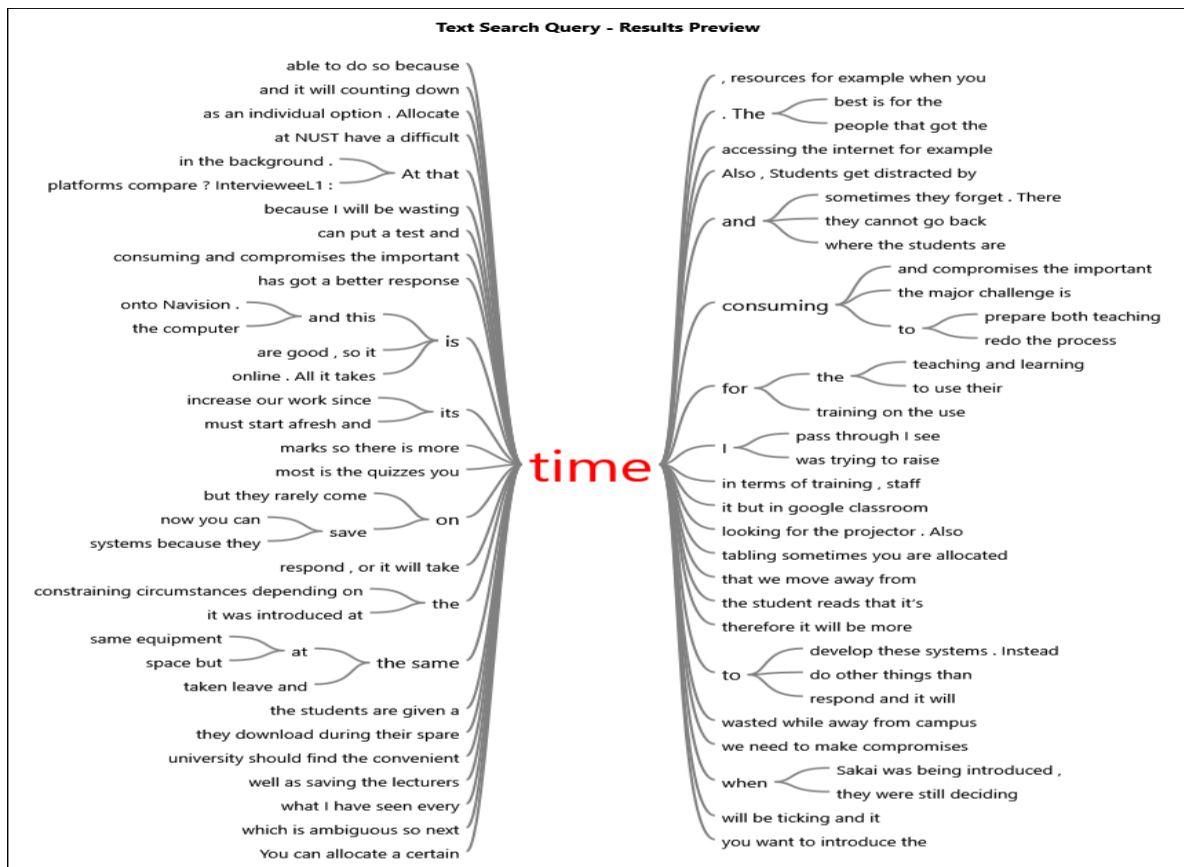 Text Search Query - Results Preview
able to do so because
and it will counting down
as an individual option . Allocate
at NUST have a difficult
in the background .
platforms compare ? IntervieweeL1 :
At that
because I will be wasting
can put a test and
consuming and compromises the important
has got a better response
onto Navision .
the computer
and this
are good , so it
online . All it takes
is
increase our work since
must start afresh and
its
marks so there is more
most is the quizzes you
but they rarely come
now you can
systems because they
save
on
respond , or it will take
constraining circumstances depending on
it was introduced at
the
same equipment
space but
at
taken leave and
the same
the students are given a
they download during their spare
university should find the convenient
well as saving the lecturers
what I have seen every
which is ambiguous so next
You can allocate a certain
time
, resources for example when you
. The
best is for the
people that got the
accessing the internet for example
Also , Students get distracted by
and
sometimes they forget . There
they cannot go back
where the students are
consuming
and compromises the important
the major challenge is
to
prepare both teaching
redo the process
for
the
teaching and learning
to use their
training on the use
I
pass through I see
was trying to raise
in terms of training , staff
it but in google classroom
looking for the projector . Also
tabling sometimes you are allocated
that we move away from
the student reads that it's
therefore it will be more
to
develop these systems . Instead
do other things than
respond and it will
wasted while away from campus
we need to make compromises
when
Sakai was being introduced ,
they were still deciding
will be ticking and it
you want to introduce the